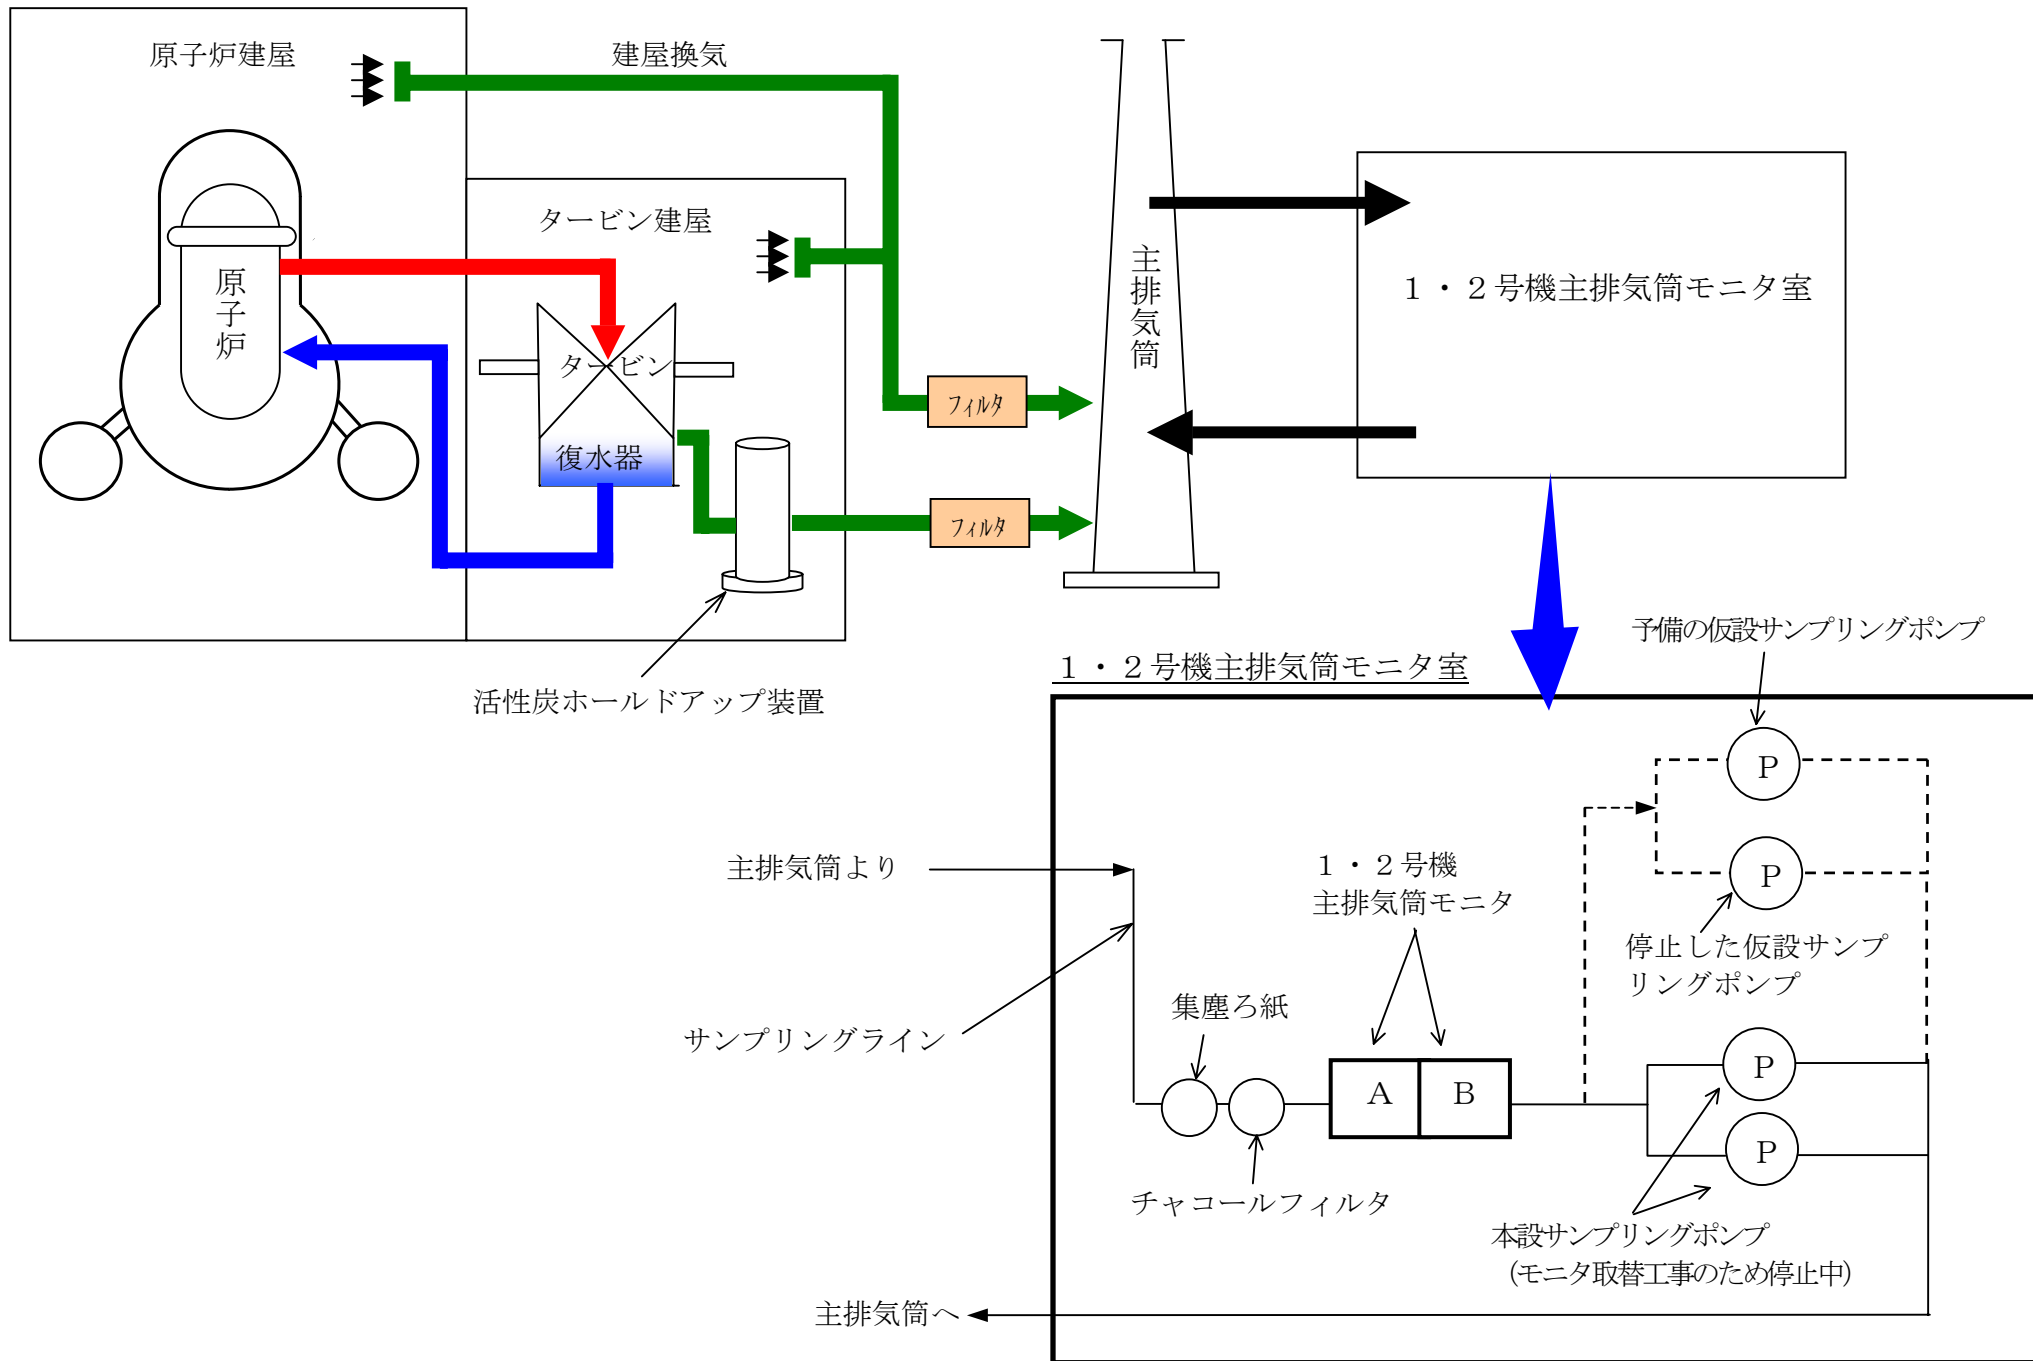 原子炉建屋
建屋換気
タービン建屋
原子炉
タービン
復水器
フィルタ
フィルタ
主排気筒
１・２号機主排気筒モニタ室
活性炭ホールドアップ装置
１・２号機主排気筒モニタ室
予備の仮設サンプリングポンプ
P
主排気筒より
１・２号機
主排気筒モニタ
P
停止した仮設サンプ
リングポンプ
サンプリングライン
集塵ろ紙
A
B
P
P
チャコールフィルタ
本設サンプリングポンプ
（モニタ取替工事のため停止中）
主排気筒へ